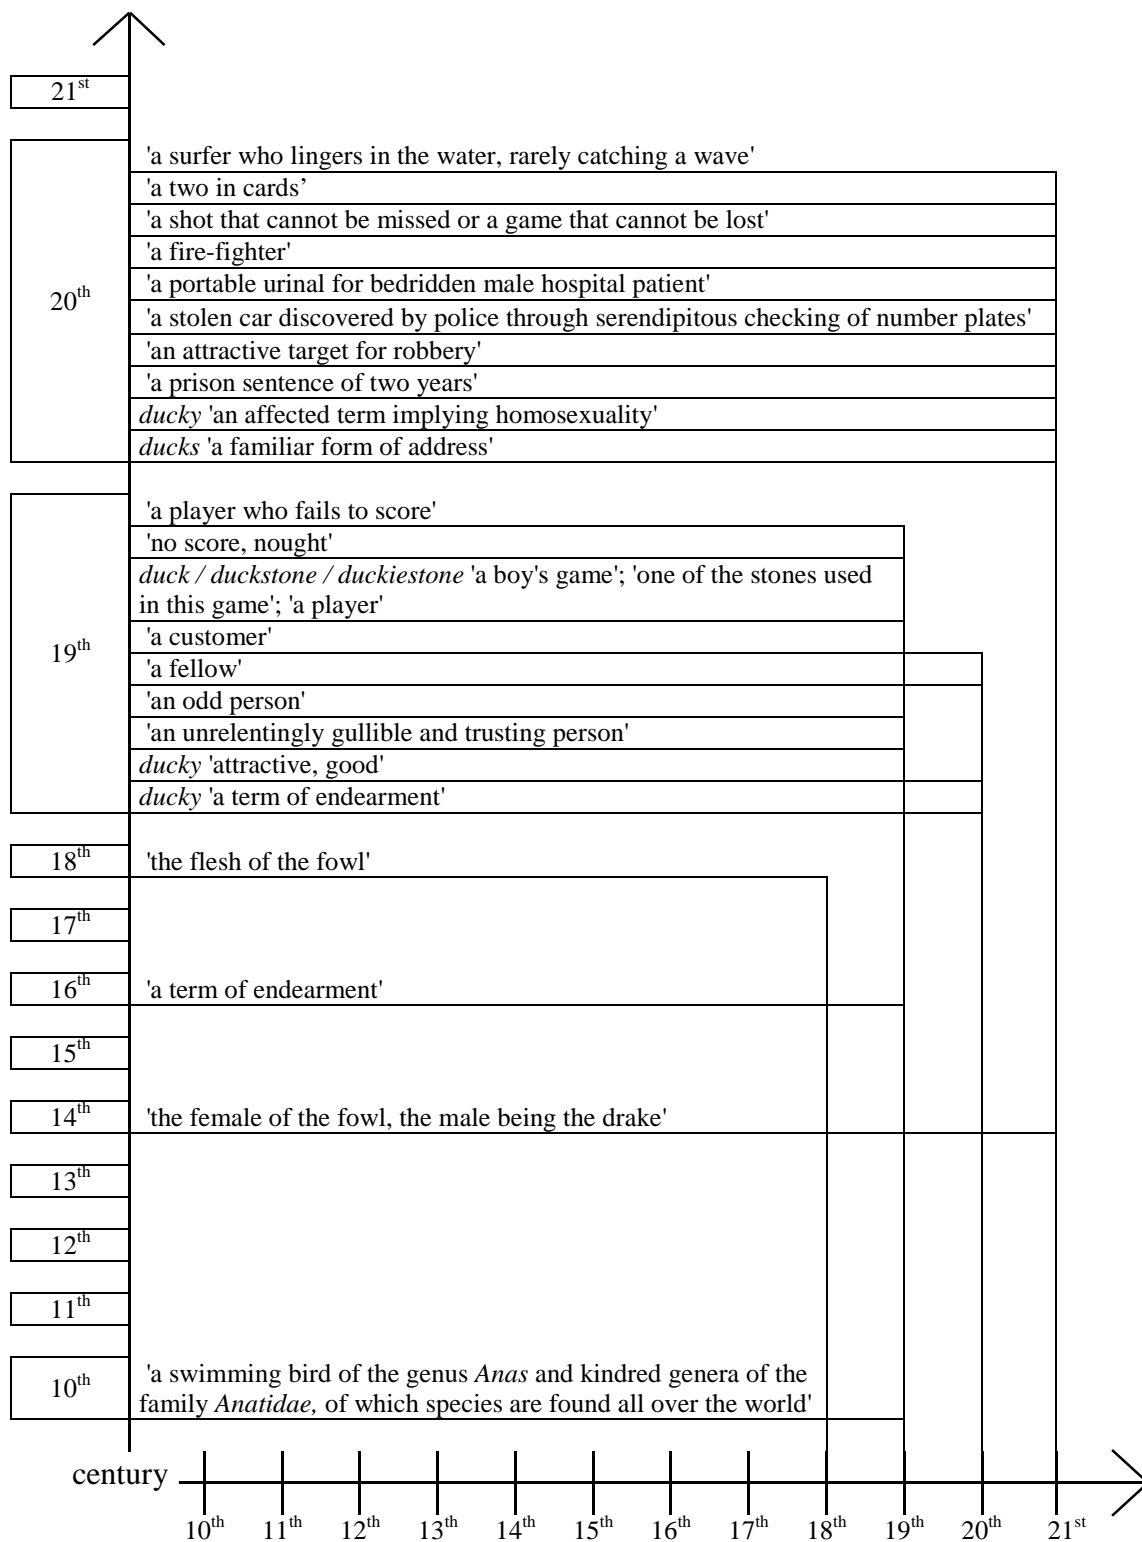 21st
'a surfer who lingers in the water, rarely catching a wave'
'a two in cards’
'a shot that cannot be missed or a game that cannot be lost'
'a fire-fighter'
20th
'a portable urinal for bedridden male hospital patient'
'a stolen car discovered by police through serendipitous checking of number plates'
'an attractive target for robbery'
'a prison sentence of two years'
ducky 'an affected term implying homosexuality'
ducks 'a familiar form of address'
'a player who fails to score'
'no score, nought'
duck / duckstone / duckiestone 'a boy's game'; 'one of the stones used
in this game'; 'a player'
'a customer'
19th
'a fellow'
'an odd person'
'an unrelentingly gullible and trusting person'
ducky 'attractive, good'
ducky 'a term of endearment'
18th 'the flesh of the fowl'
17th
16th 'a term of endearment'
15th
14th 'the female of the fowl, the male being the drake'
13th
12th
11th
10th
'a swimming bird of the genus Anas and kindred genera of the
family Anatidae, of which species are found all over the world'
century
10th 11th 12th 13th 14th 15th 16th 17th 18th 19th 20th 21st